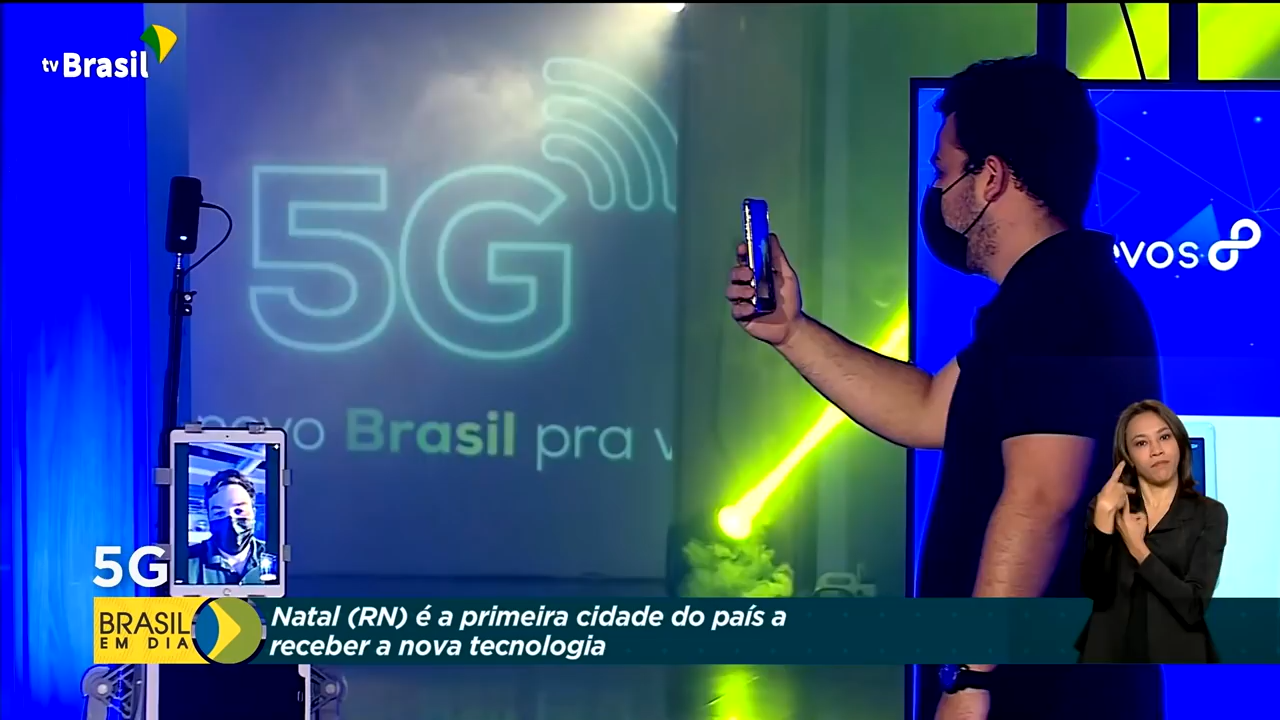 tv Brasil
5G
evos
novo Brasil pra v
5G
BRASIL
EM DIA
Natal (RN) é a primeira cidade do país a
receber a nova tecnologia